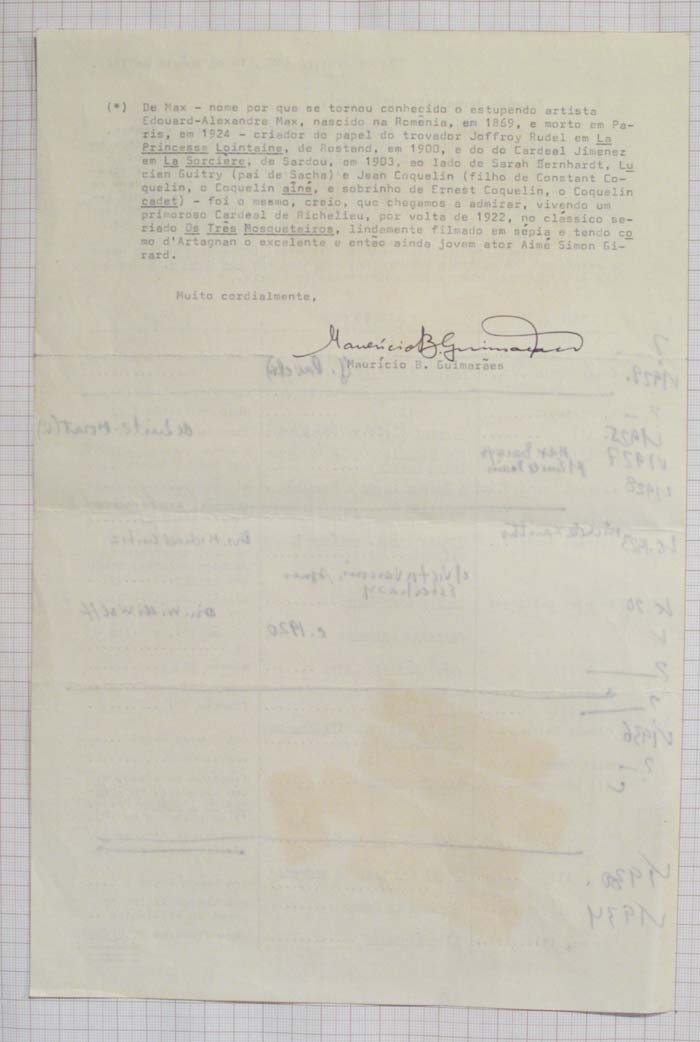 (*) De Max - nome por que se tornou conhecido o estupendo artista
Edouard-Alexandre Max, nascido na Romênia, em 1869, e morto em Pa-
ris, em 1924 - criador do papel do trovador Joffroy Rudel em La
Princesse Lointaine, de Rostand, em 1900, e do do Cardeal Jimenez
em La Sorciere, de Sardou, em 1903, ao lado de Sarah Bernhardt, Lu
cien Guitry (pai de Sacha) e Jean Coquelin (filho de Constant Co-
quelin, o Coquelin aîné, e sobrinho de Ernest Coquelin, o Coquelin
cadet) - foi o mesmo, creio, que chegamos a admirar, vivendo um
primoroso Cardeal de Richelieu, por volta de 1922, no clássico se-
riado Os Três Mosqueteiros, lindamente filmado em sépia e tendo co
mo d'Artagnan o excelente e então ainda jovem ator Aimé Simon Gi-
rard.
Muito cordialmente,
Maurício B. Guimarães
Maurício B. Guimarães
1928.
1925.
1927
1928
c. 1920
1936
1930.
1934